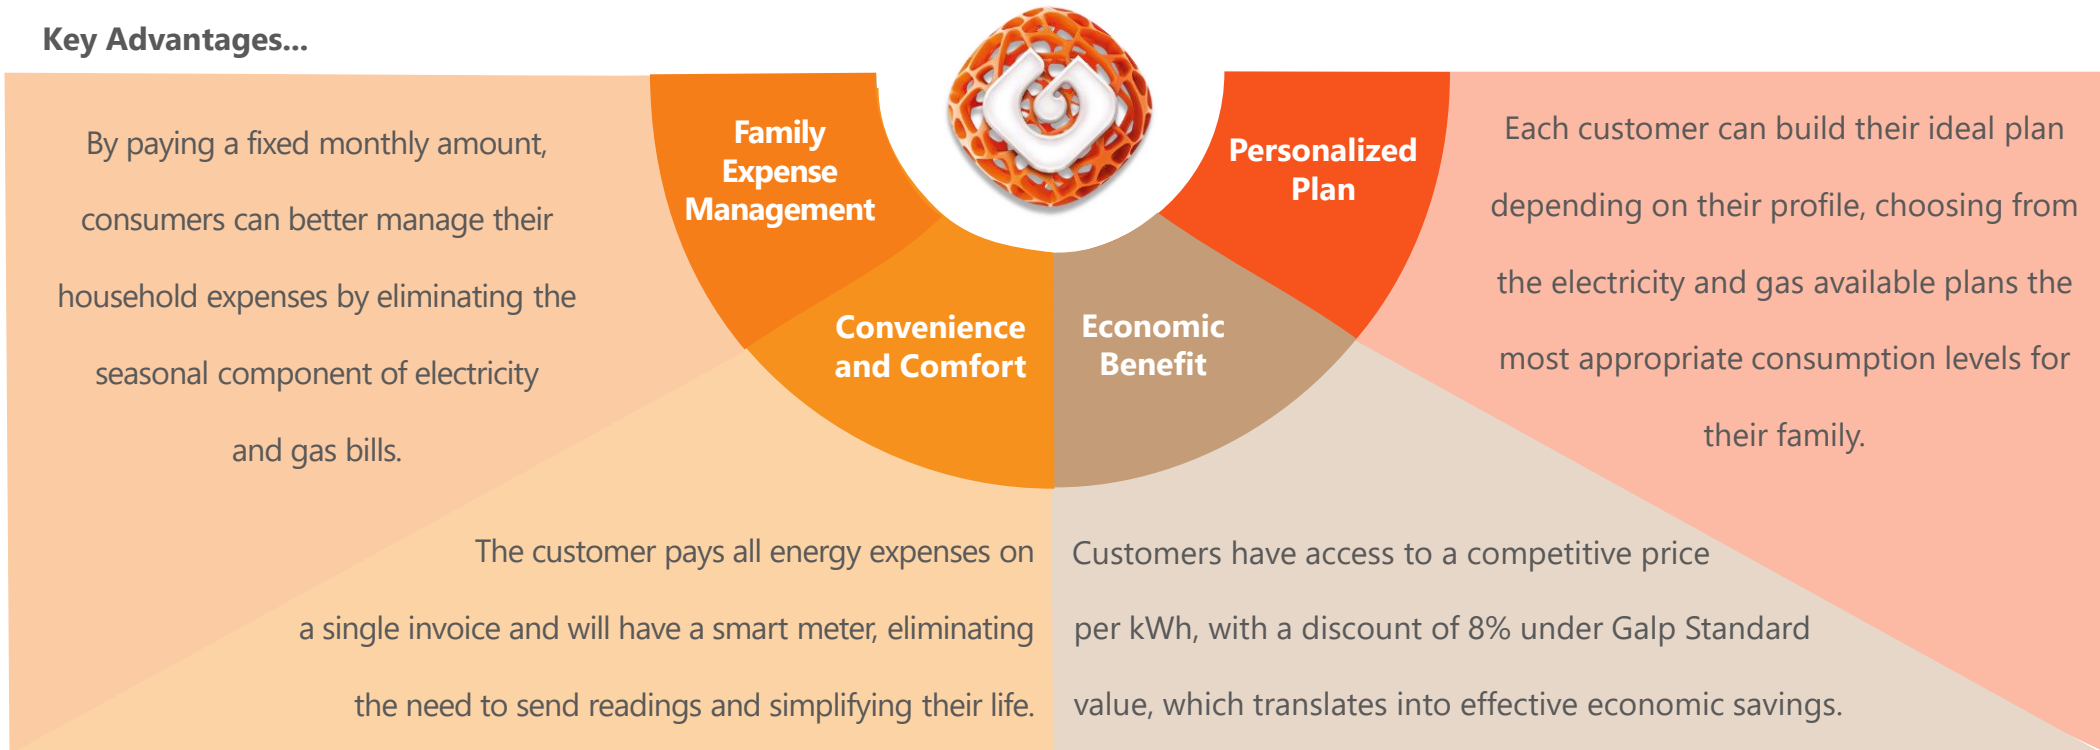 Key Advantages...
Family
Expense
Management
By paying a fixed monthly amount,
consumers can better manage their
household expenses by eliminating the
seasonal component of electricity
and gas bills.
Convenience
and Comfort
The customer pays all energy expenses on
a single invoice and will have a smart meter, eliminating
the need to send readings and simplifying their life.
Economic
Benefit
Customers have access to a competitive price
per kWh, with a discount of 8% under Galp Standard
value, which translates into effective economic savings.
Personalized
Plan
Each customer can build their ideal plan
depending on their profile, choosing from
the electricity and gas available plans the
most appropriate consumption levels for
their family.